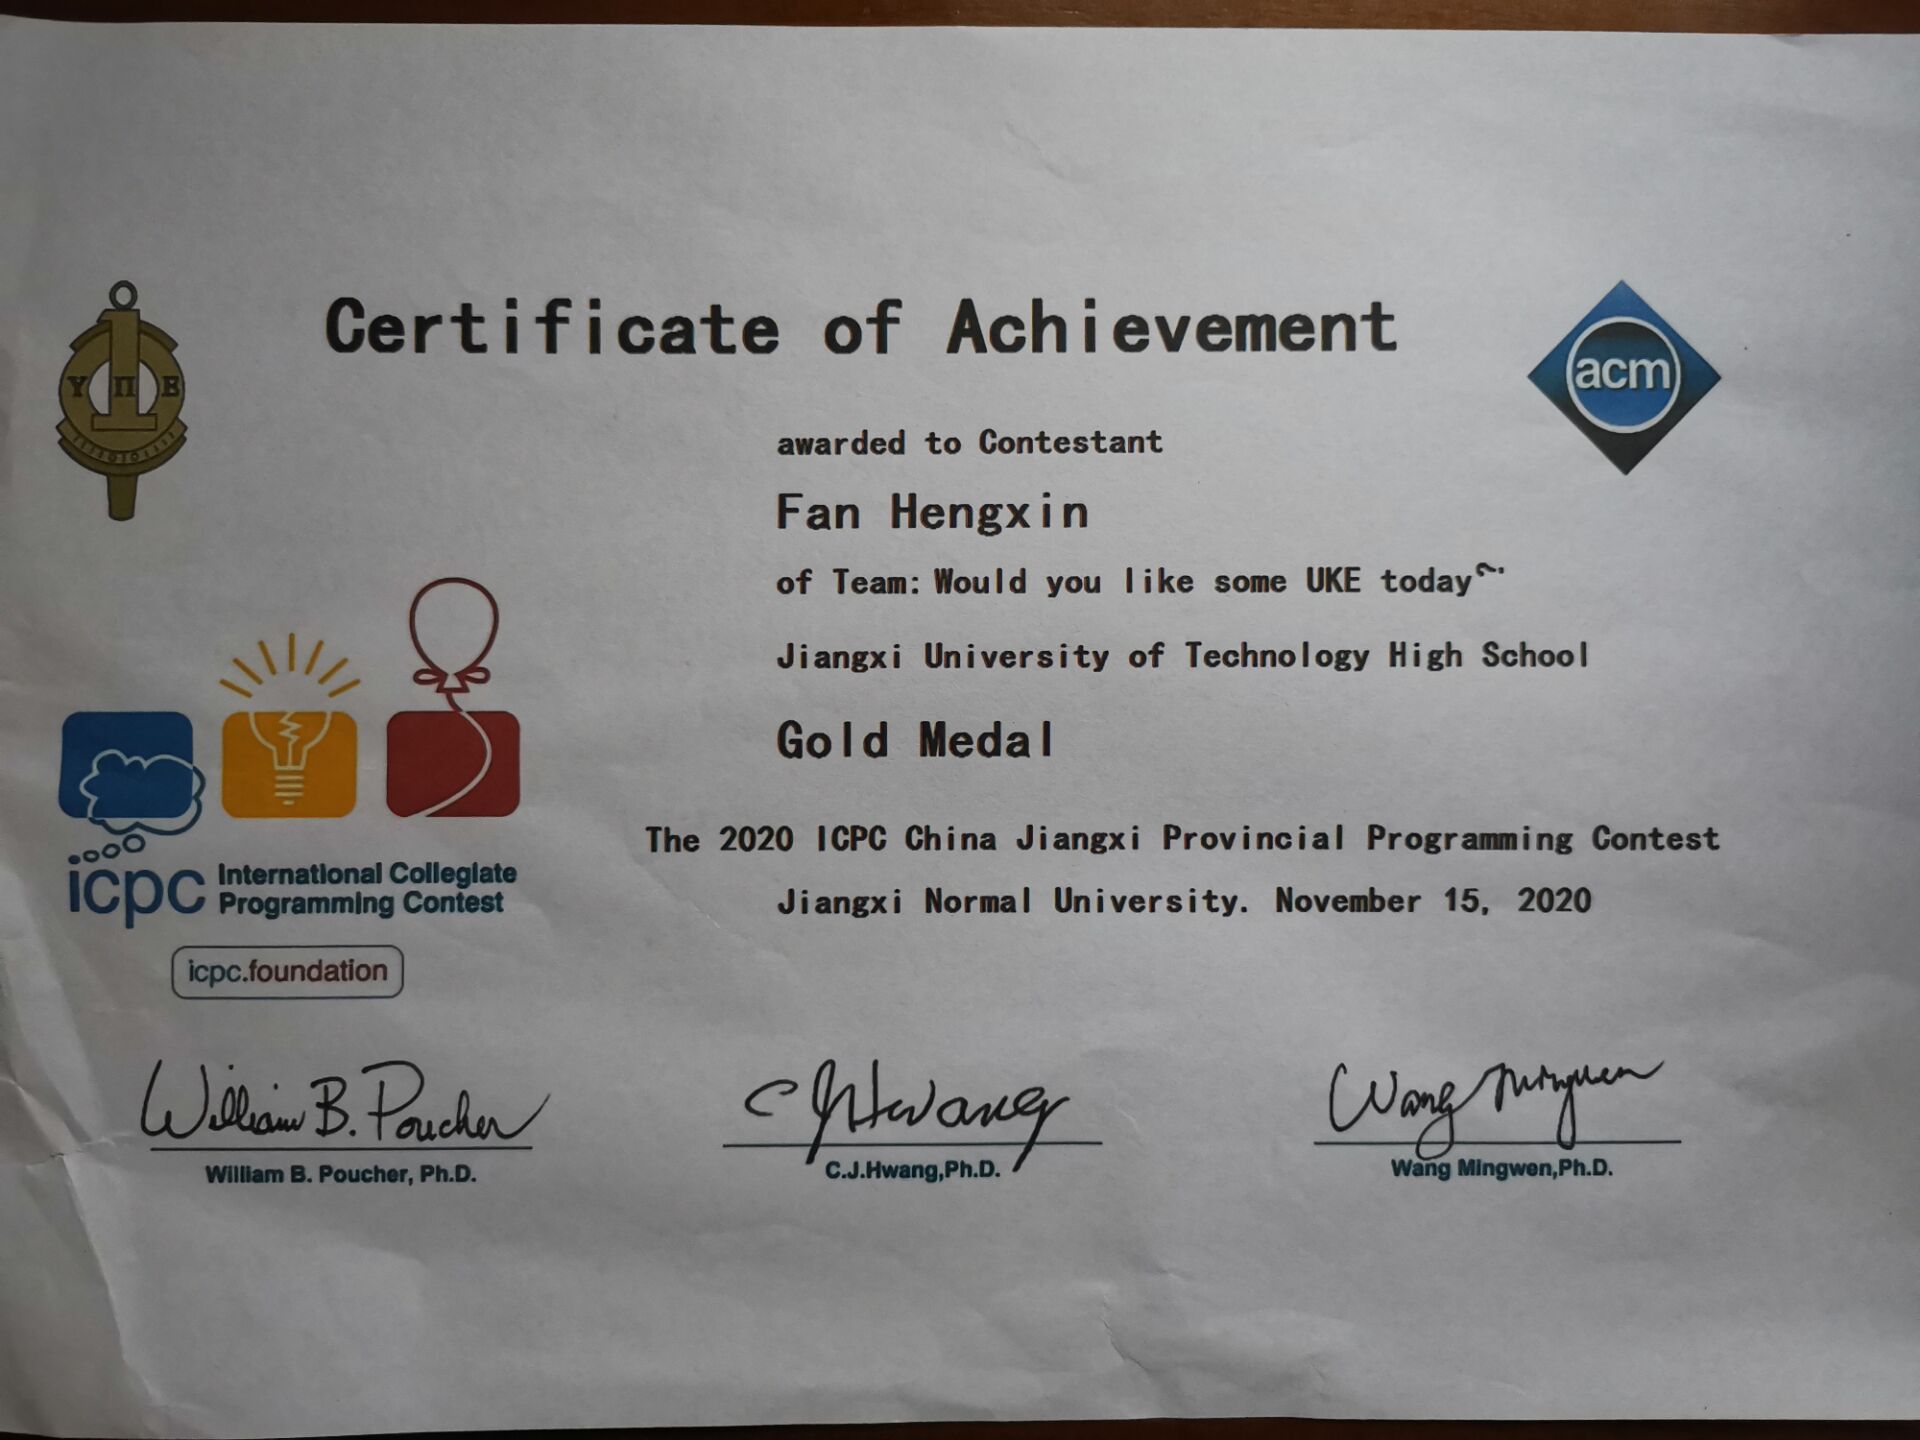 Certificate of Achievement
Y Π E
acm
awarded to Contestant
Fan Hengxin
of Team: Would you like some UKE today?
Jiangxi University of Technology High School
Gold Medal
The 2020 ICPC China Jiangxi Provincial Programming Contest
Jiangxi Normal University. November 15, 2020
icpc International Collegiate
Programming Contest
icpc.foundation
William B. Poucher
C J Hwang
Wang Mingwen
William B. Poucher, Ph.D.
C.J.Hwang,Ph.D.
Wang Mingwen,Ph.D.